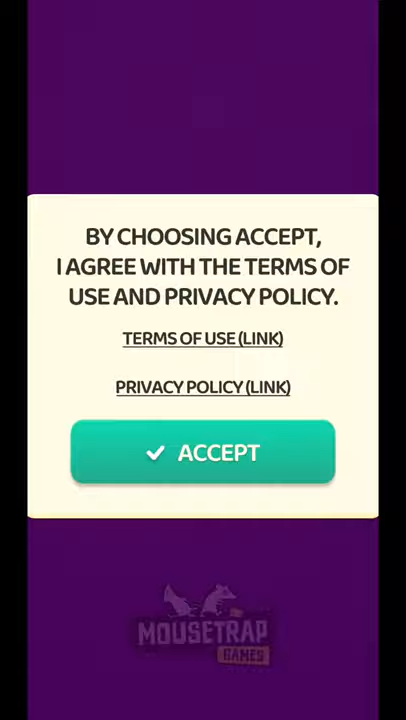 BY CHOOSING ACCEPT,
I AGREE WITH THE TERMS OF
USE AND PRIVACY POLICY.
TERMS OF USE (LINK)
PRIVACY POLICY (LINK)
ACCEPT
MOUSETRAP
GAMES